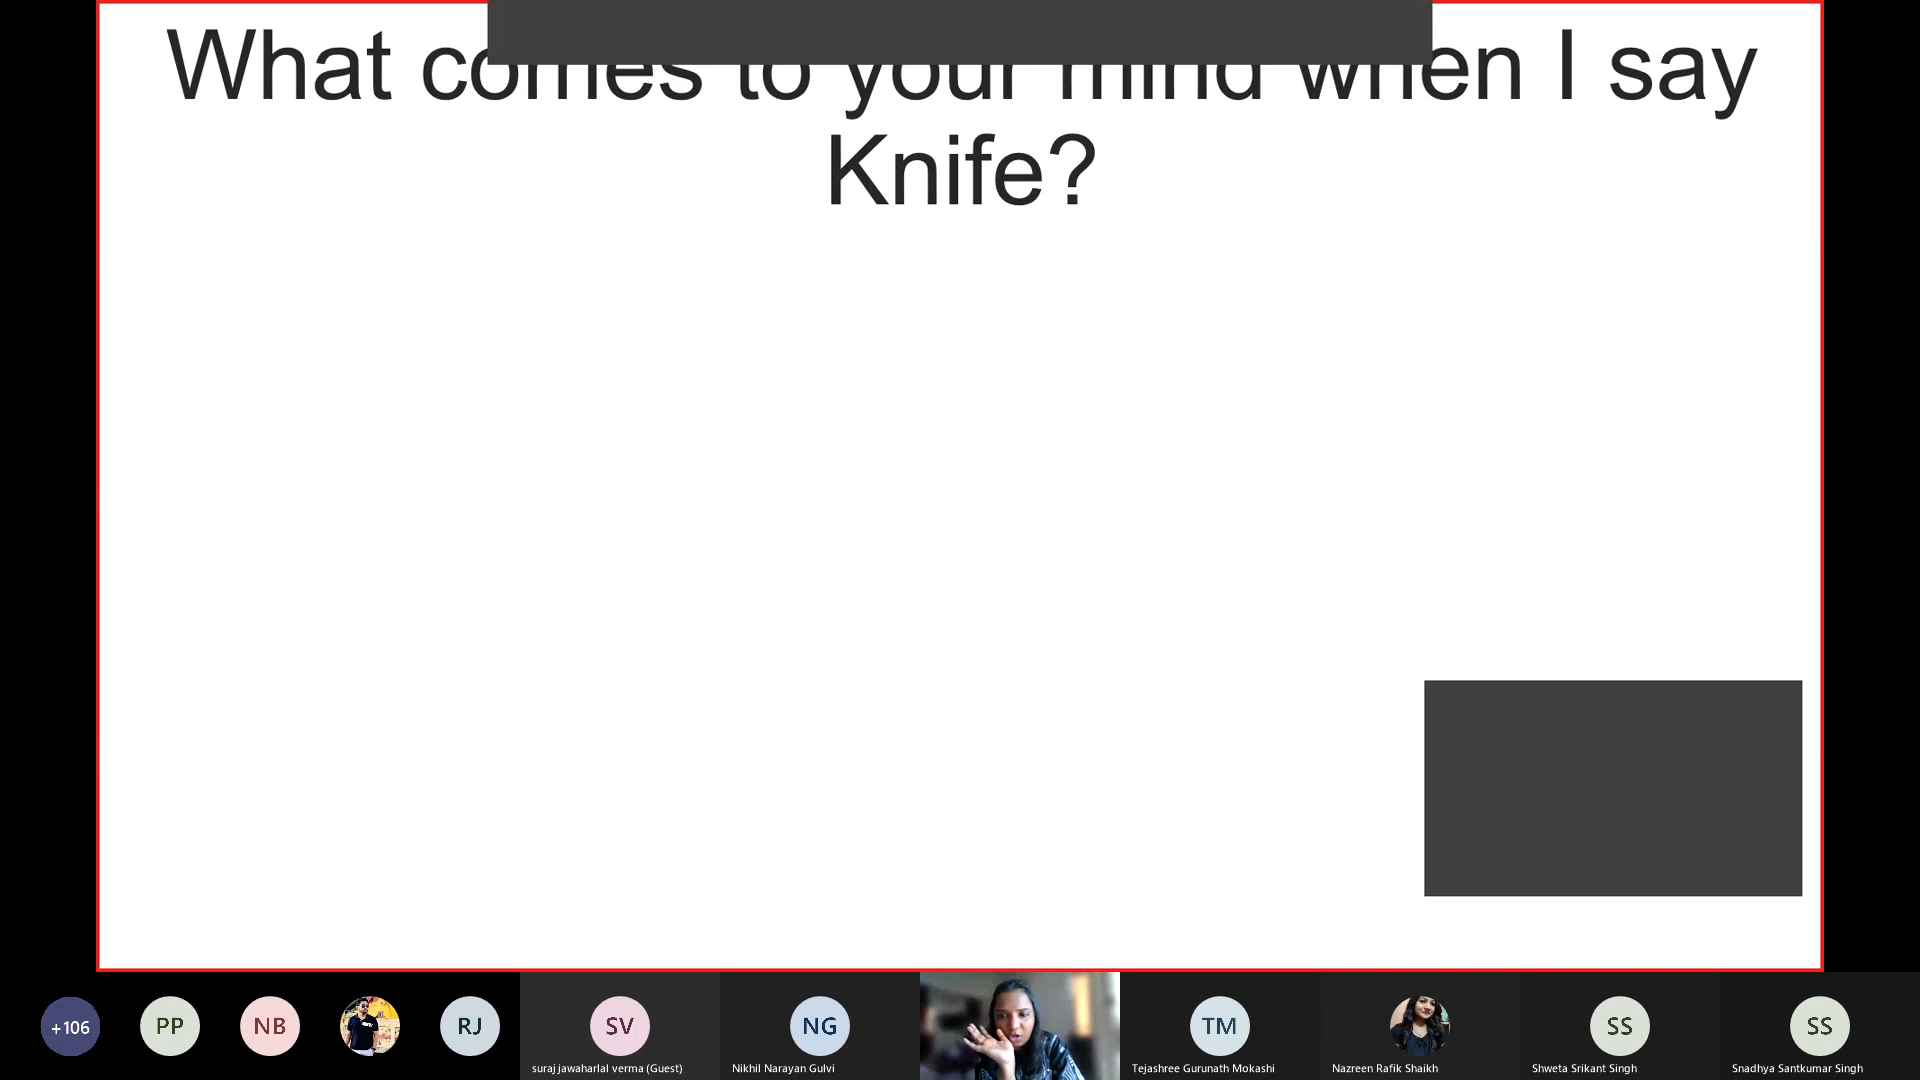 What comes to your mind when I say
Knife?
+106
PP
NB
RJ
SV
NG
TM
SS
SS
suraj jawaharlal verma (Guest)
Nikhil Narayan Gulvi
Tejashree Gurunath Mokashi
Nazreen Rafik Shaikh
Shweta Srikant Singh
Snadhya Santkumar Singh